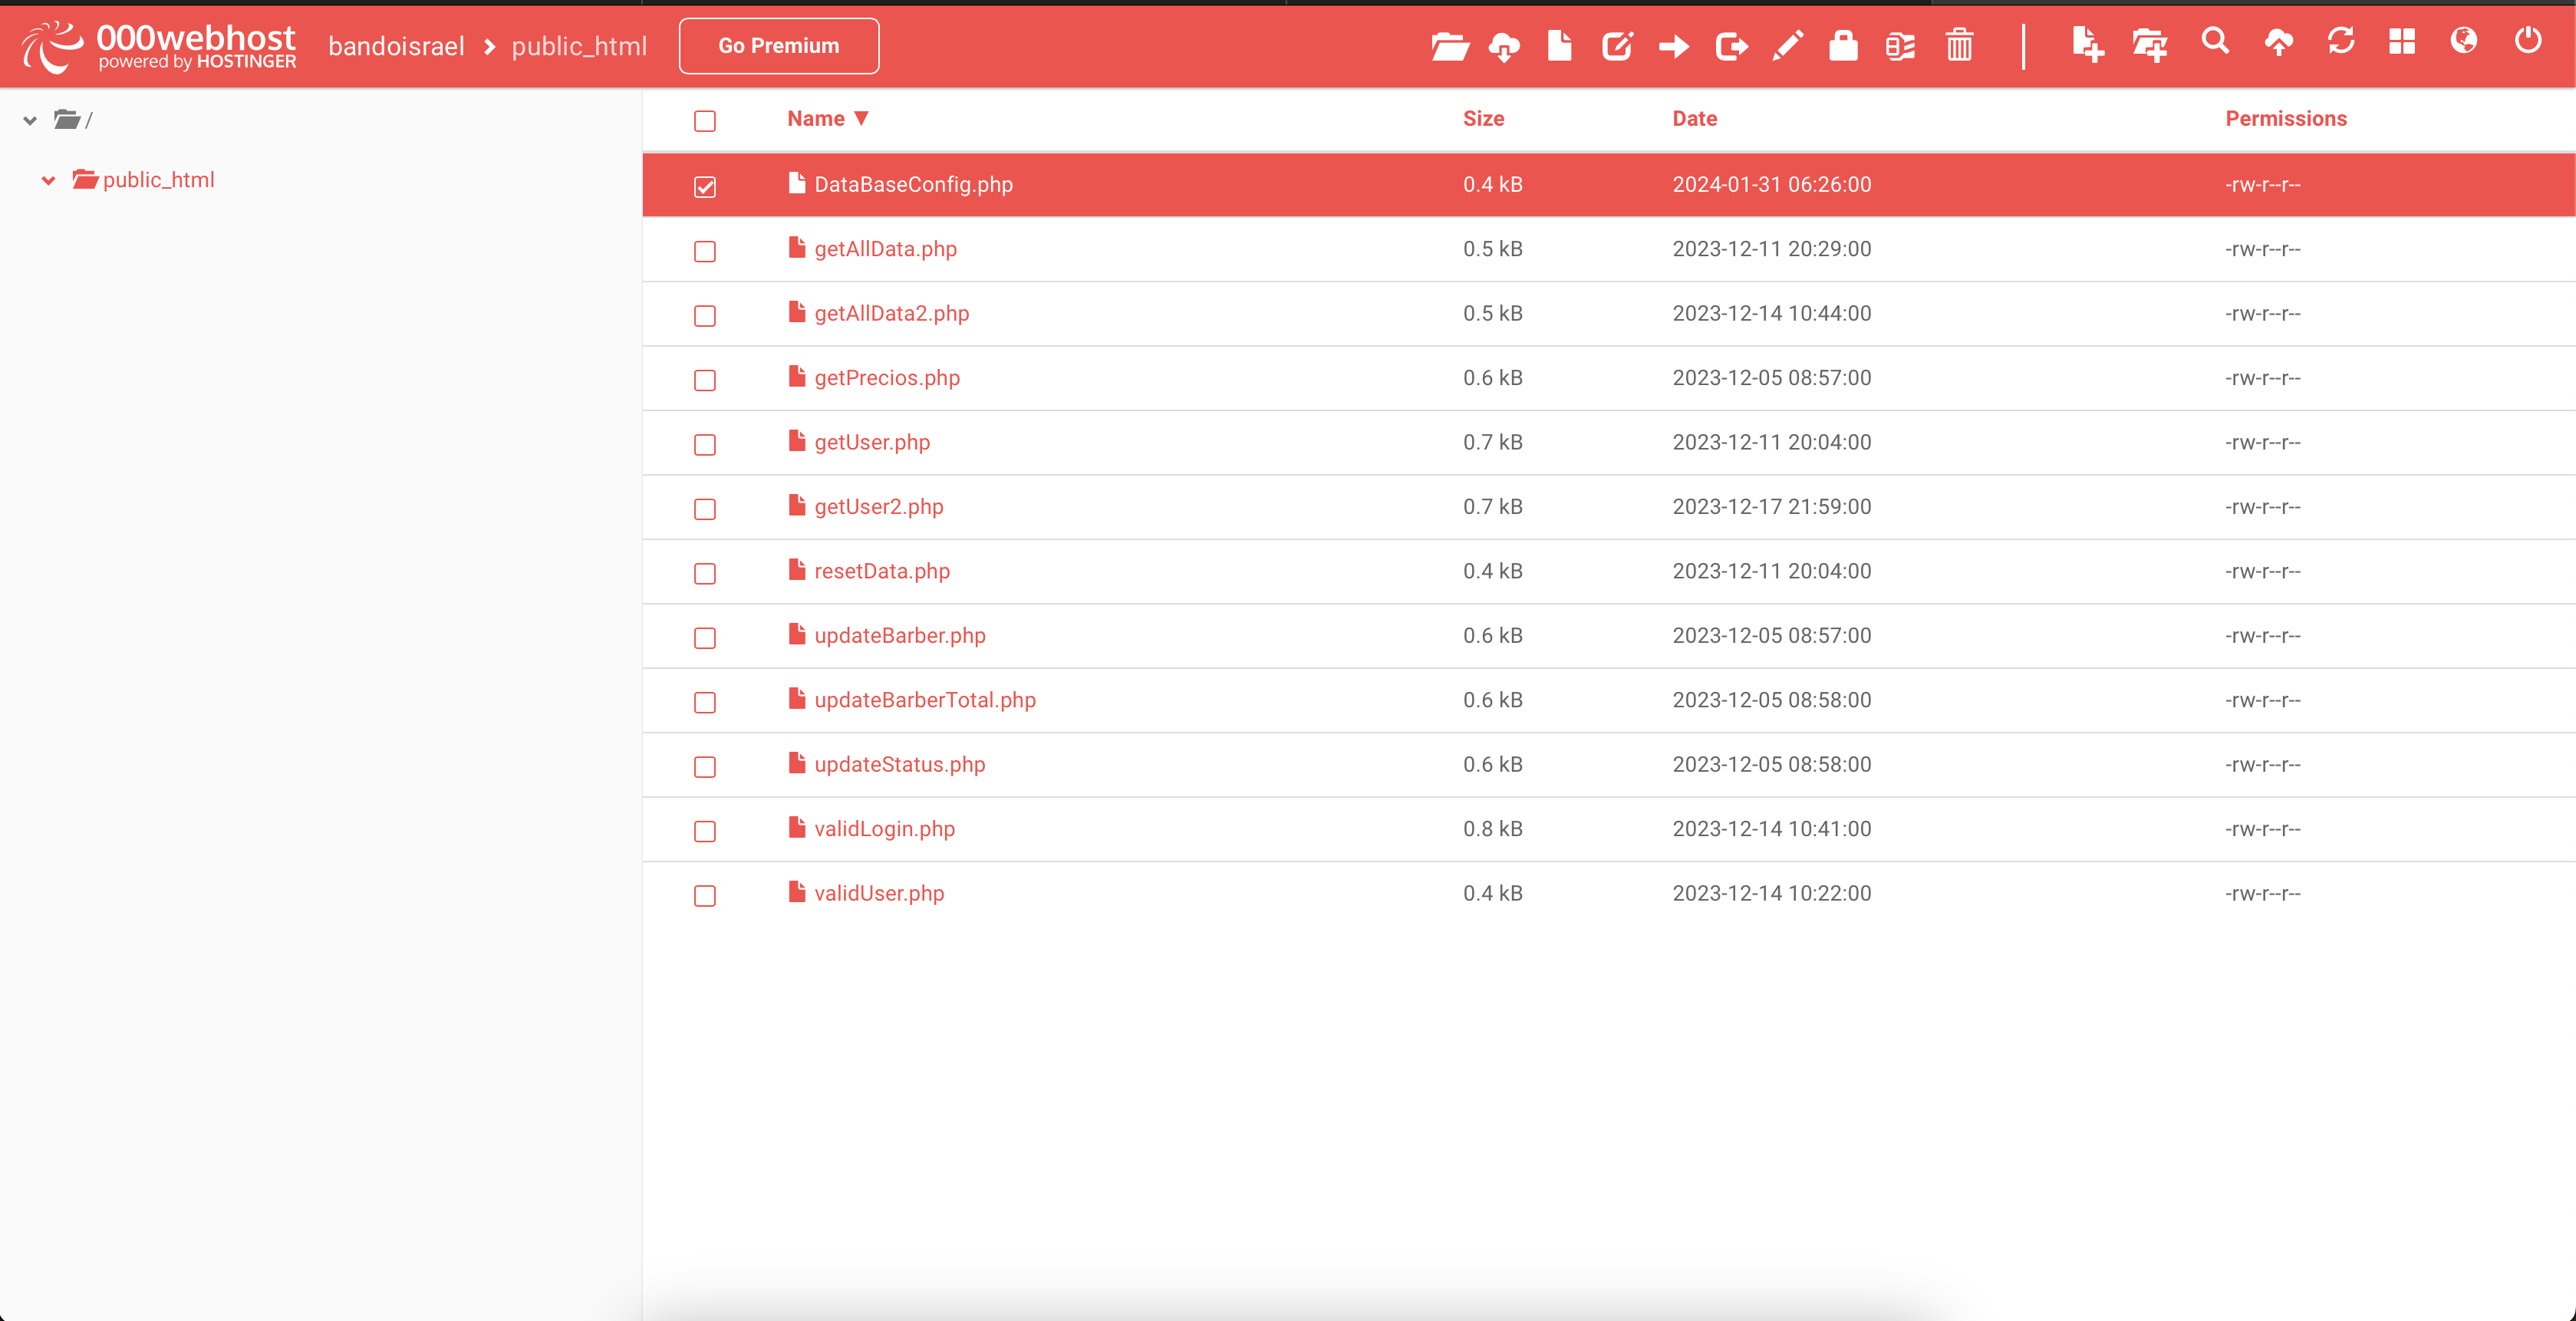 000webhost
powered by HOSTINGER
bandoisrael public_html Go Premium
/
public_html
Name Size Date Permissions
DataBaseConfig.php 0.4 kB 2024-01-31 06:26:00 -rw-r--r--
getAllData.php 0.5 kB 2023-12-11 20:29:00 -rw-r--r--
getAllData2.php 0.5 kB 2023-12-14 10:44:00 -rw-r--r--
getPrecios.php 0.6 kB 2023-12-05 08:57:00 -rw-r--r--
getUser.php 0.7 kB 2023-12-11 20:04:00 -rw-r--r--
getUser2.php 0.7 kB 2023-12-17 21:59:00 -rw-r--r--
resetData.php 0.4 kB 2023-12-11 20:04:00 -rw-r--r--
updateBarber.php 0.6 kB 2023-12-05 08:57:00 -rw-r--r--
updateBarberTotal.php 0.6 kB 2023-12-05 08:58:00 -rw-r--r--
updateStatus.php 0.6 kB 2023-12-05 08:58:00 -rw-r--r--
validLogin.php 0.8 kB 2023-12-14 10:41:00 -rw-r--r--
validUser.php 0.4 kB 2023-12-14 10:22:00 -rw-r--r--